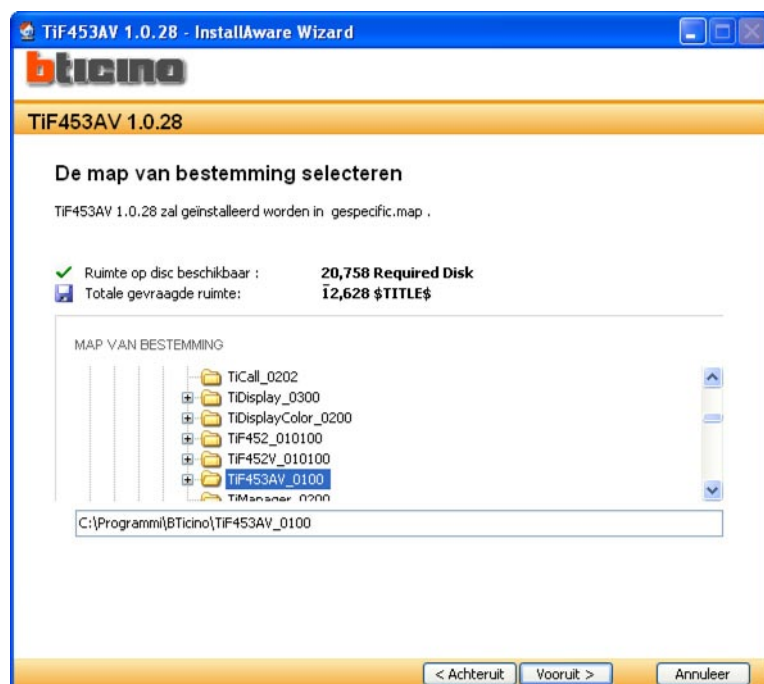 TiF453AV 1.0.28 - InstallAware Wizard
bticino
TiF453AV 1.0.28
De map van bestemming selecteren
TiF453AV 1.0.28 zal geïnstalleerd worden in gespecific.map .
Ruimte op disc beschikbaar : 20,758 Required Disk
Totale gevraagde ruimte: 12,628 $TITLE$
MAP VAN BESTEMMING
TiCall_0202
TiDisplay_0300
TiDisplayColor_0200
TiF452_010100
TiF452V_010100
TiF453AV_0100
TiManager_0200
C:\Programmi\BTicino\TiF453AV_0100
< Achteruit Vooruit > Annuleer